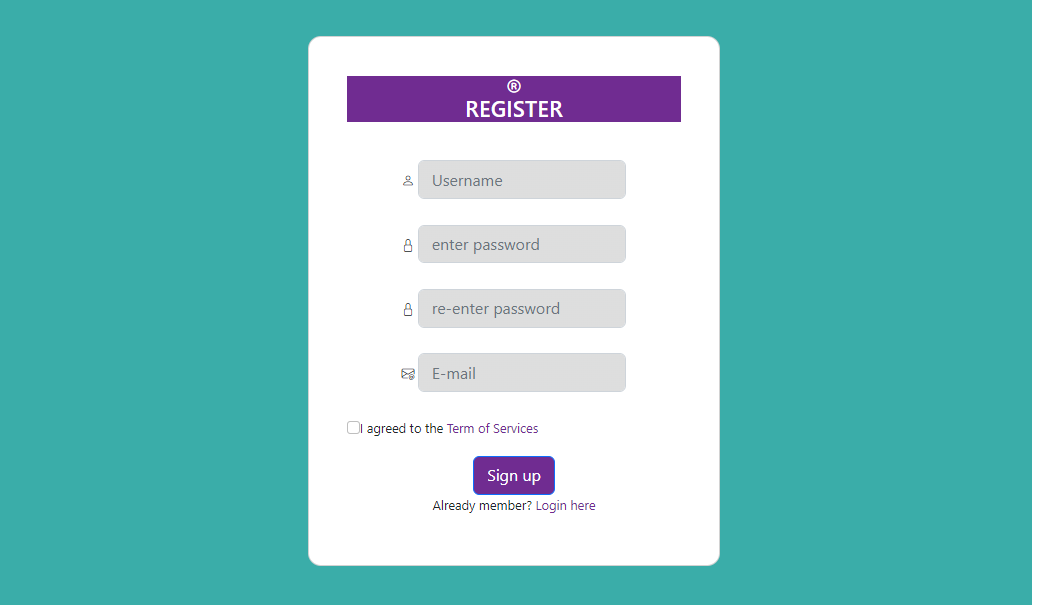 ®
REGISTER
Username
enter password
re-enter password
E-mail
I agreed to the Term of Services
Sign up
Already member? Login here